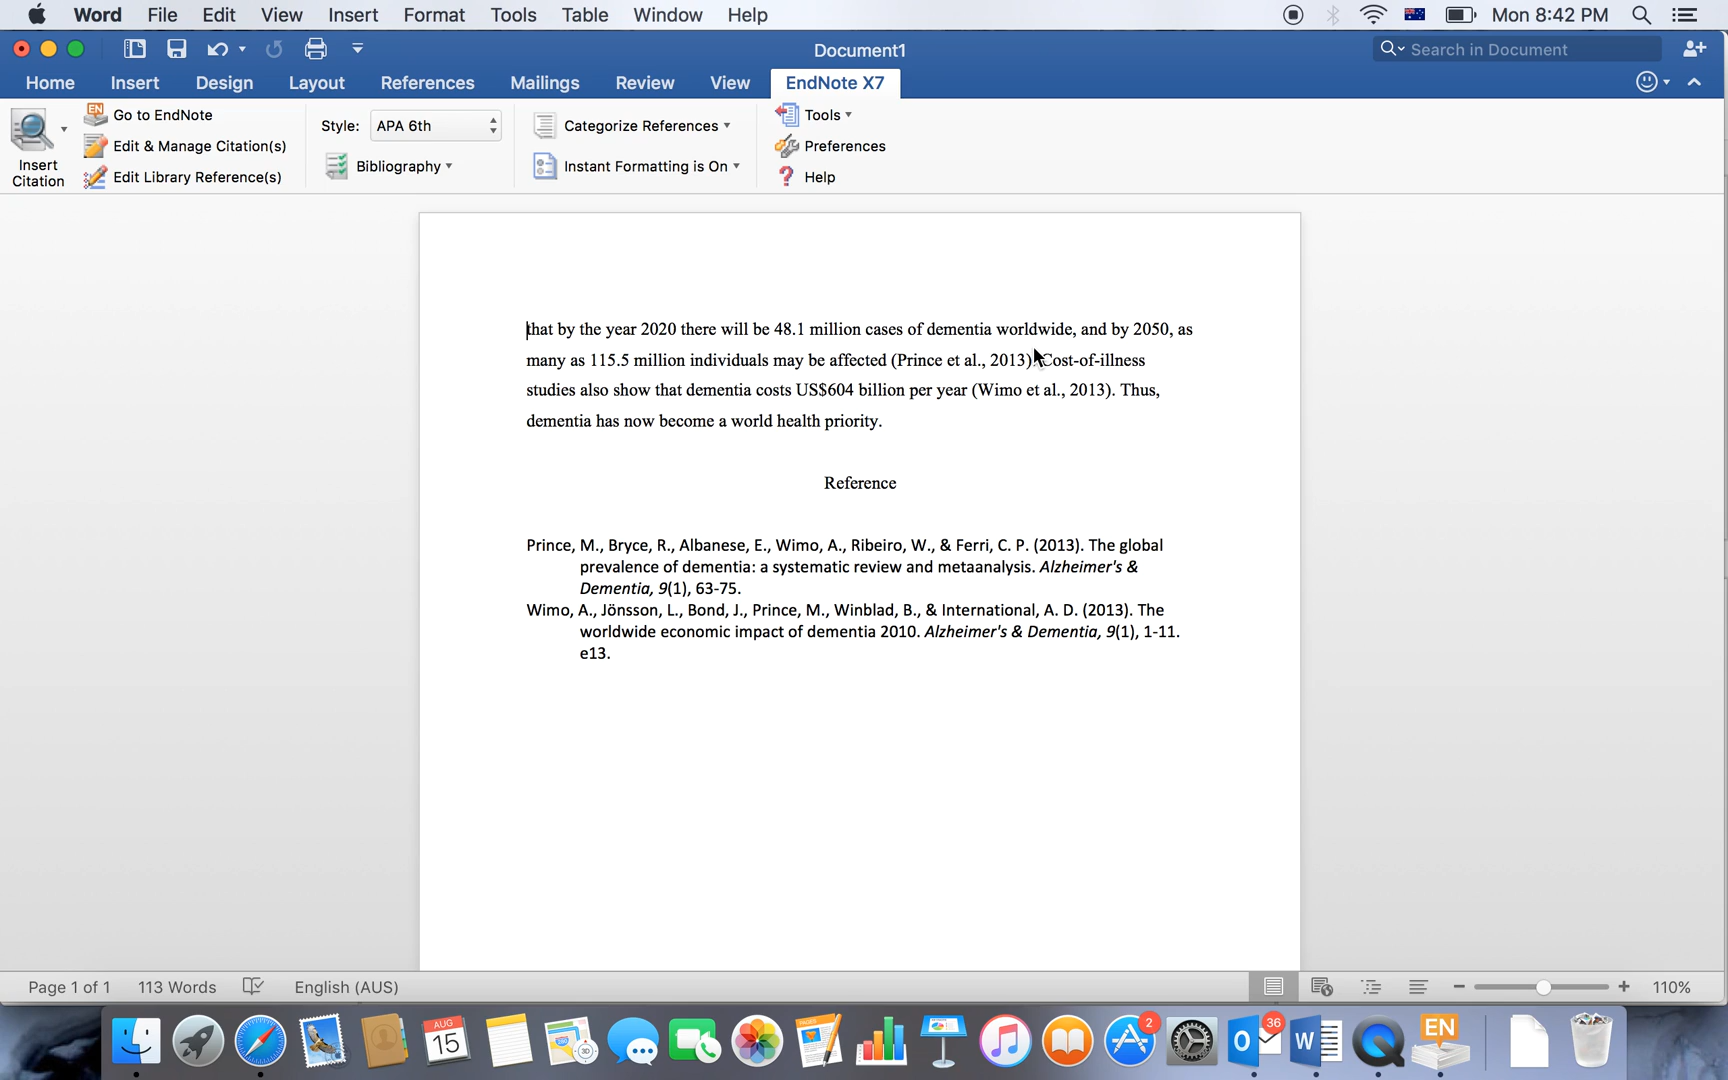 Word File Edit View Insert Format Tools Table Window Help Mon 8:42 PM
Document1 Search in Document
Home Insert Design Layout References Mailings Review View EndNote X7
Insert Citation
Go to EndNote
Edit & Manage Citation(s)
Edit Library Reference(s)
Style: APA 6th
Bibliography
Categorize References
Instant Formatting is On
Tools
Preferences
Help
that by the year 2020 there will be 48.1 million cases of dementia worldwide, and by 2050, as
many as 115.5 million individuals may be affected (Prince et al., 2013). Cost-of-illness
studies also show that dementia costs US$604 billion per year (Wimo et al., 2013). Thus,
dementia has now become a world health priority.
Reference
Prince, M., Bryce, R., Albanese, E., Wimo, A., Ribeiro, W., & Ferri, C. P. (2013). The global
prevalence of dementia: a systematic review and metaanalysis. Alzheimer's &
Dementia, 9(1), 63-75.
Wimo, A., Jönsson, L., Bond, J., Prince, M., Winblad, B., & International, A. D. (2013). The
worldwide economic impact of dementia 2010. Alzheimer's & Dementia, 9(1), 1-11.
e13.
Page 1 of 1 113 Words English (AUS) 110%
AUG
15
2
36
EN